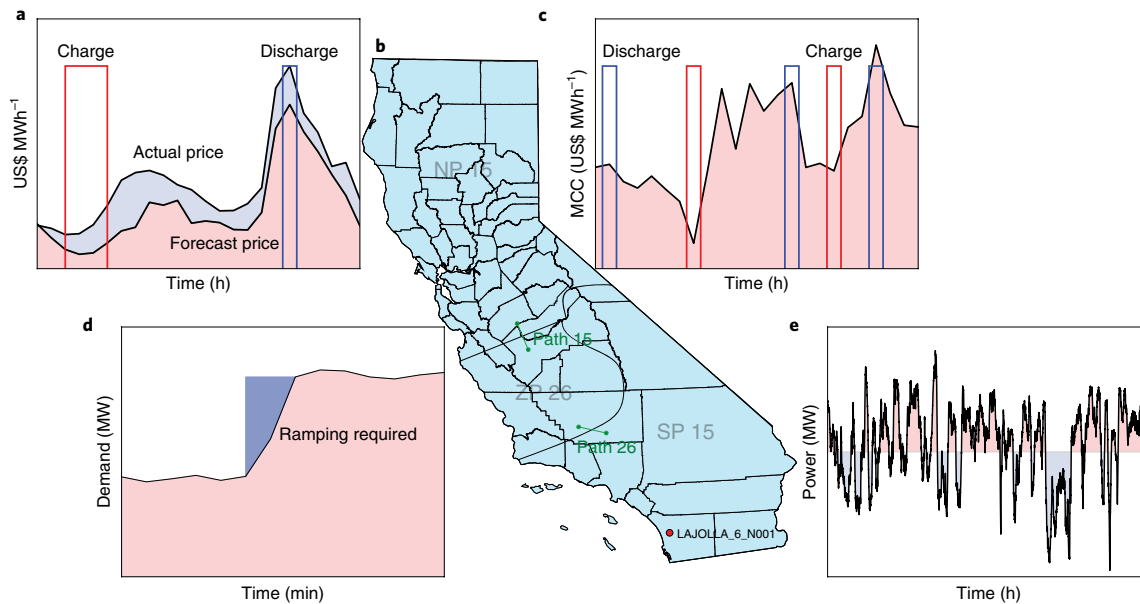 a
Charge
Discharge
Actual price
Forecast price
US$ MWh⁻¹
Time (h)
b
NP 15
Path 15
ZP 26
Path 26
SP 15
LAJOLLA_6_N001
c
Discharge
Charge
MCC (US$ MWh⁻¹)
Time (h)
d
Ramping required
Demand (MW)
Time (min)
e
Power (MW)
Time (h)